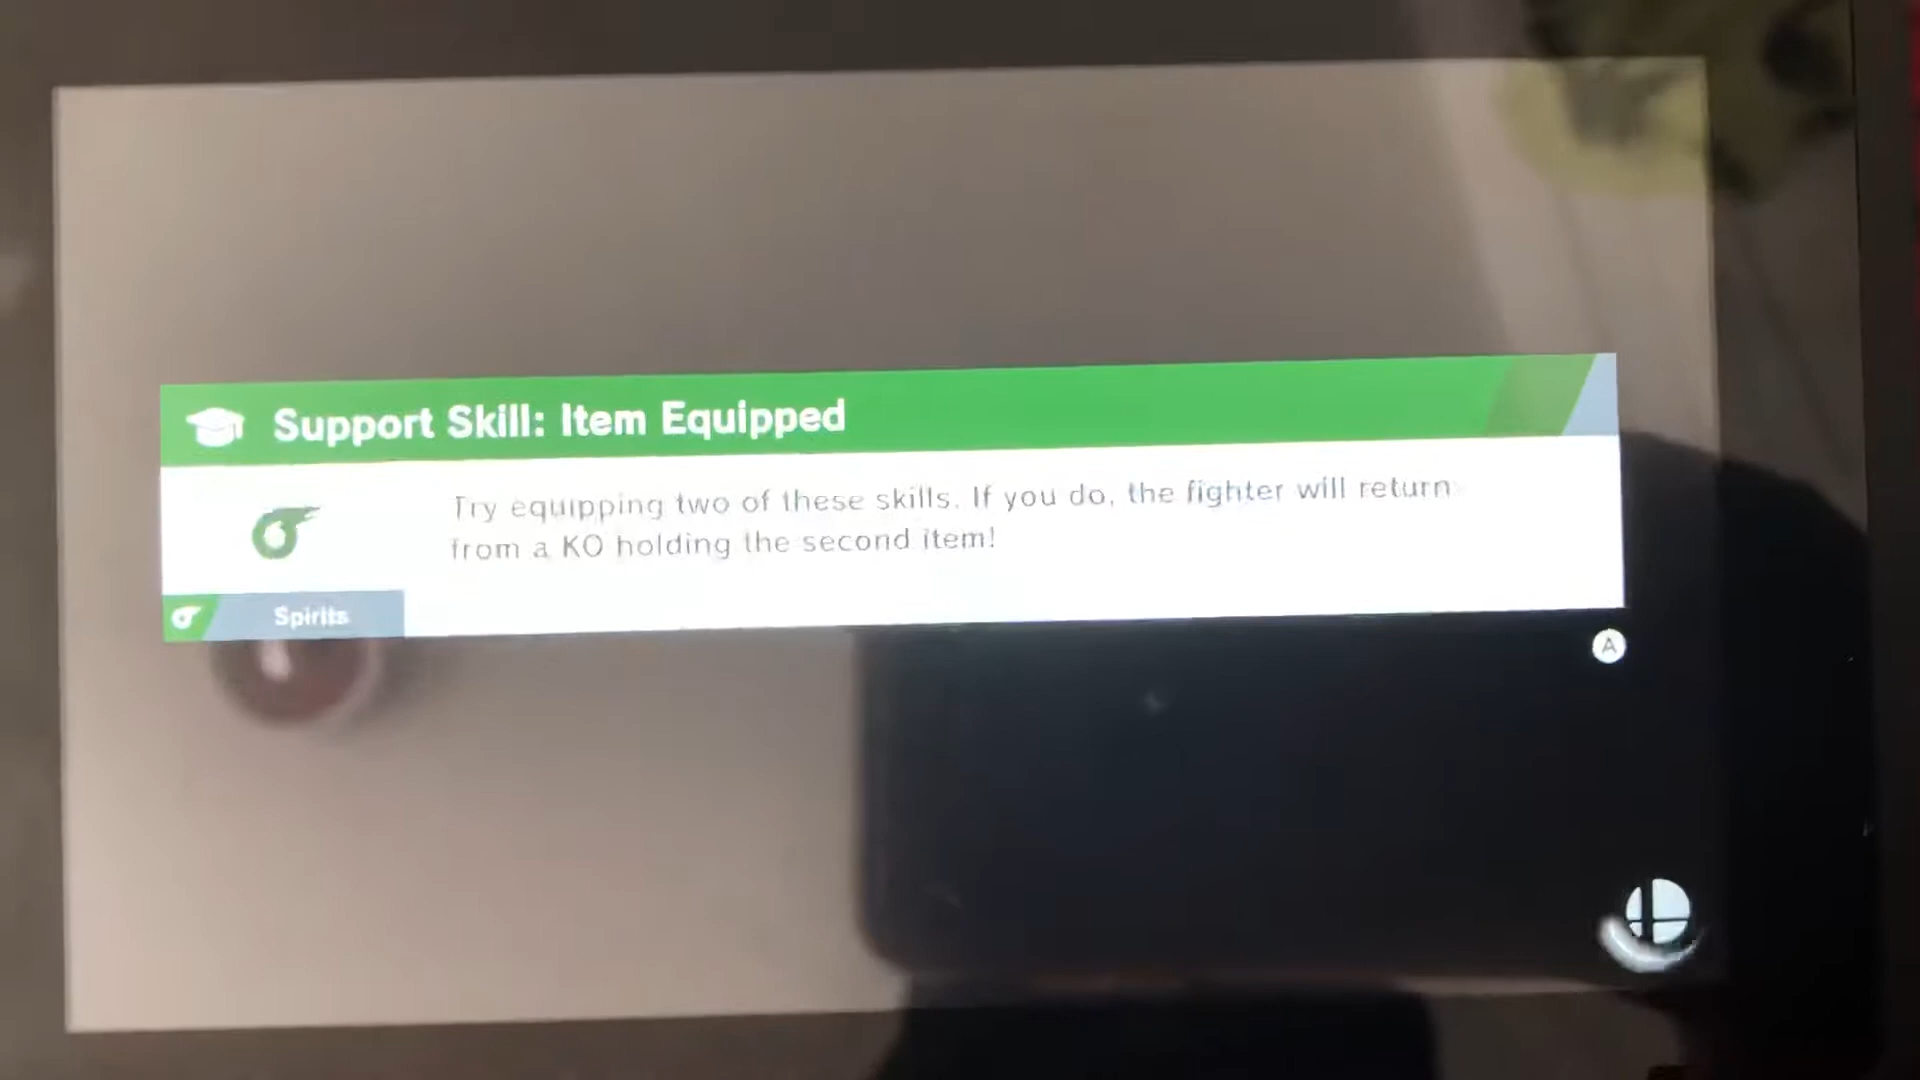 Support Skill: Item Equipped
Try equipping two of these skills. If you do, the fighter will return
from a KO holding the second item!
Spirits
A